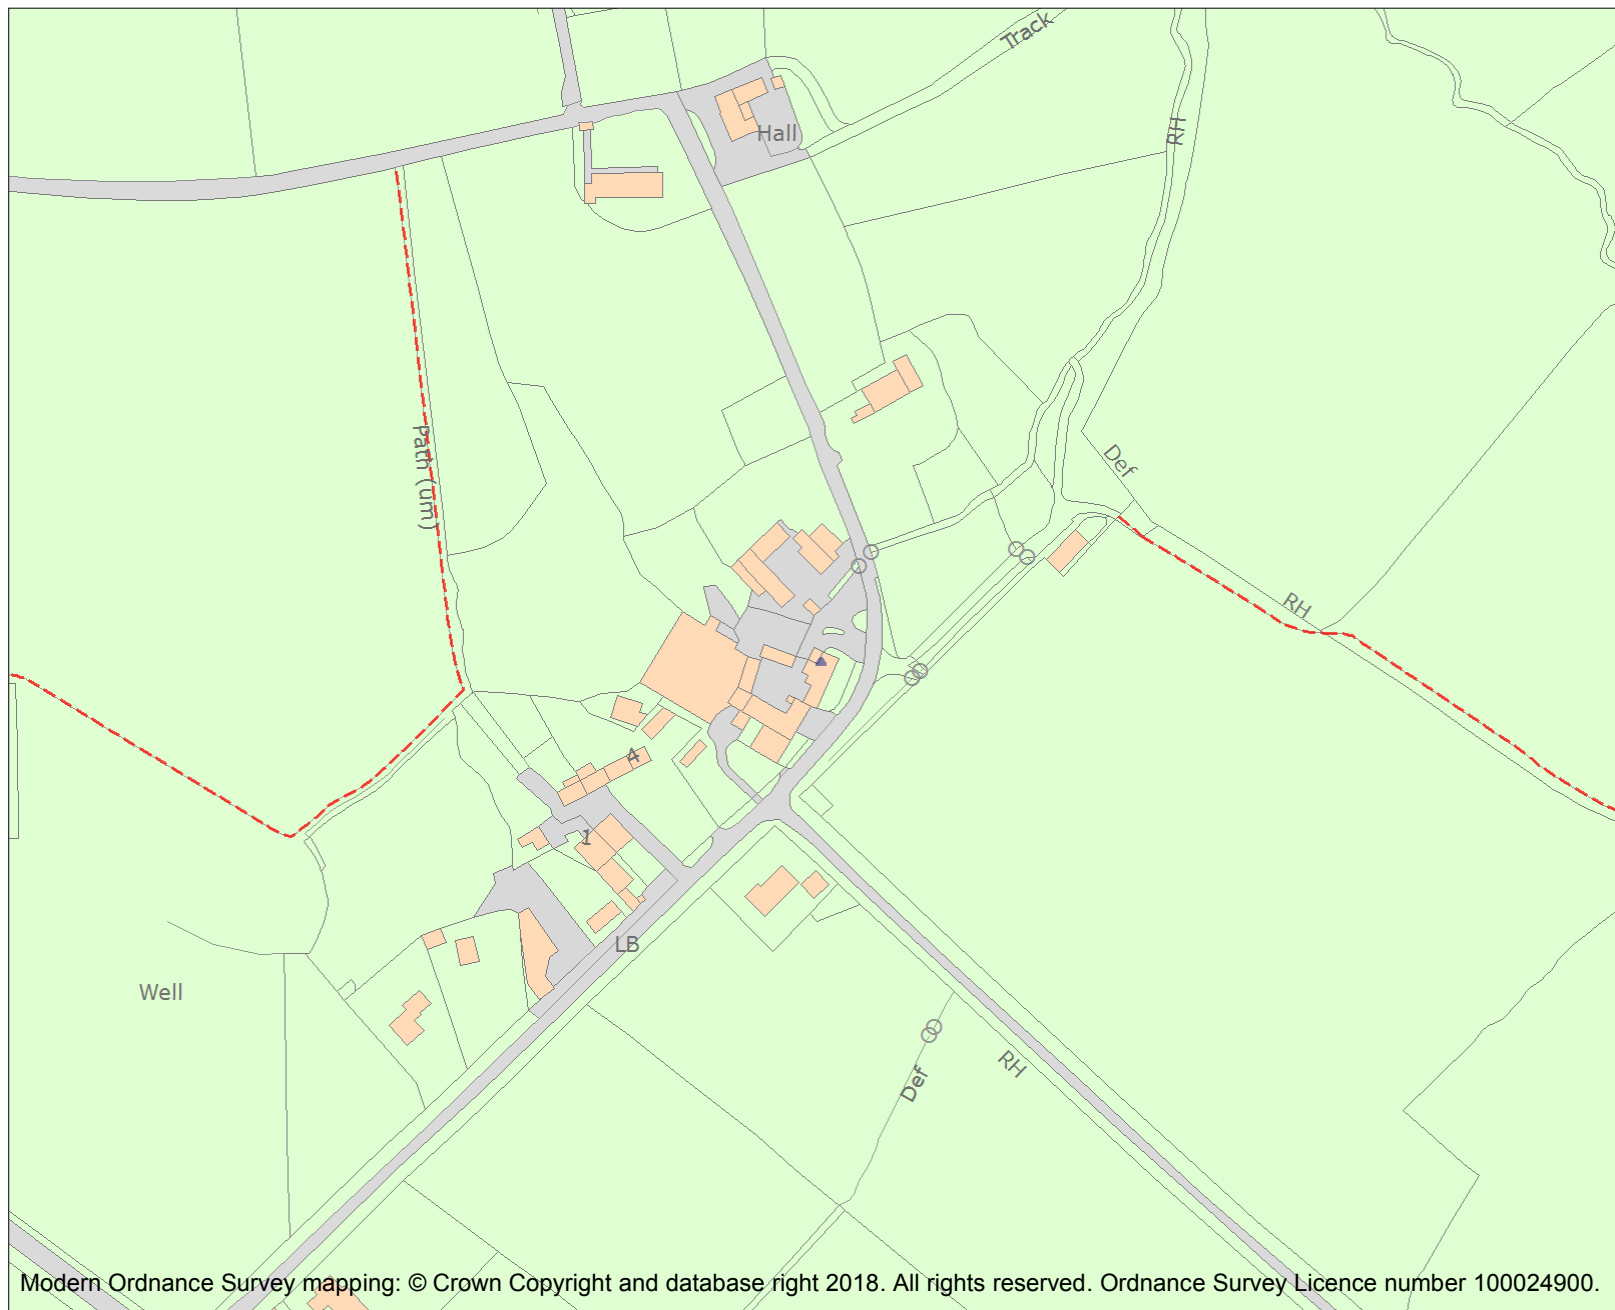 Track
Hall
RH
Path (um)
Def
RH
4
1
LB
Well
Def
RH
Modern Ordnance Survey mapping: © Crown Copyright and database right 2018. All rights reserved. Ordnance Survey Licence number 100024900.